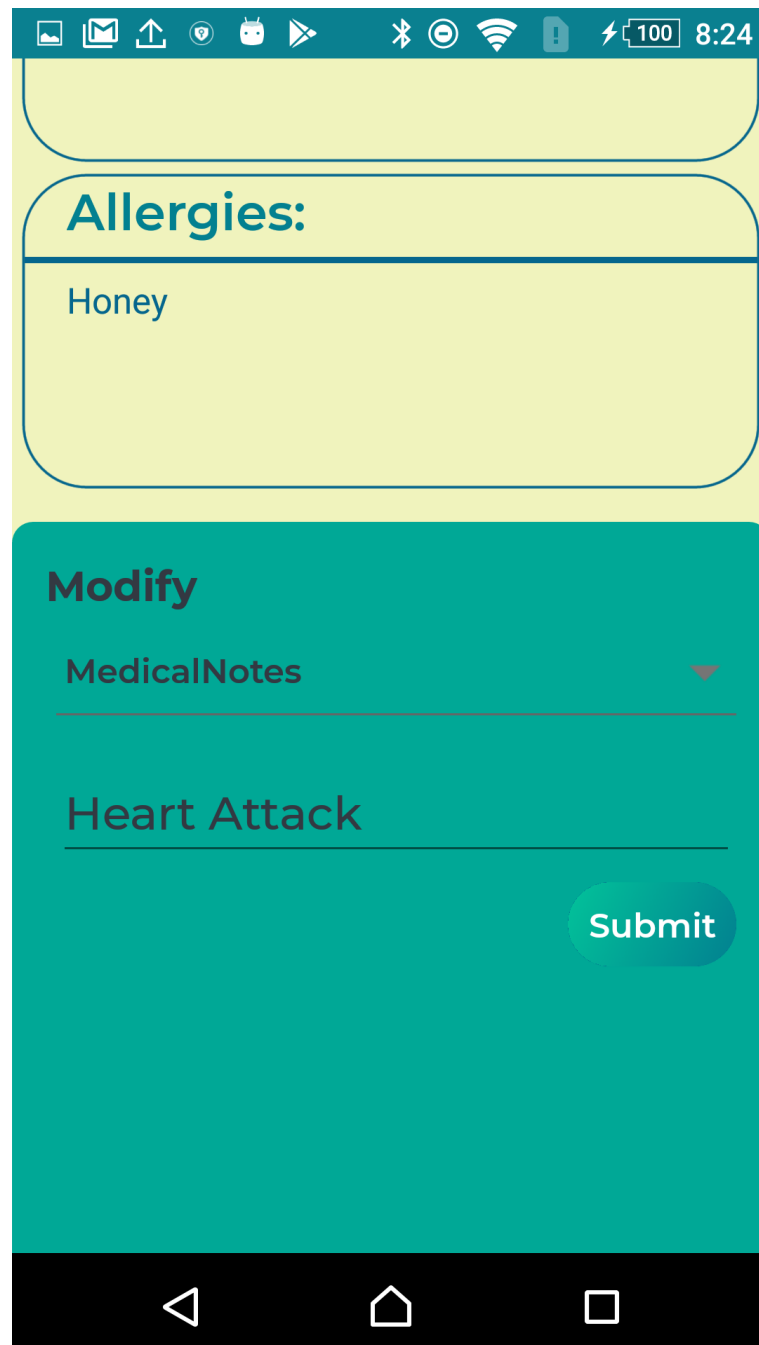 100 8:24
Allergies:
Honey
Modify
MedicalNotes
Heart Attack
Submit